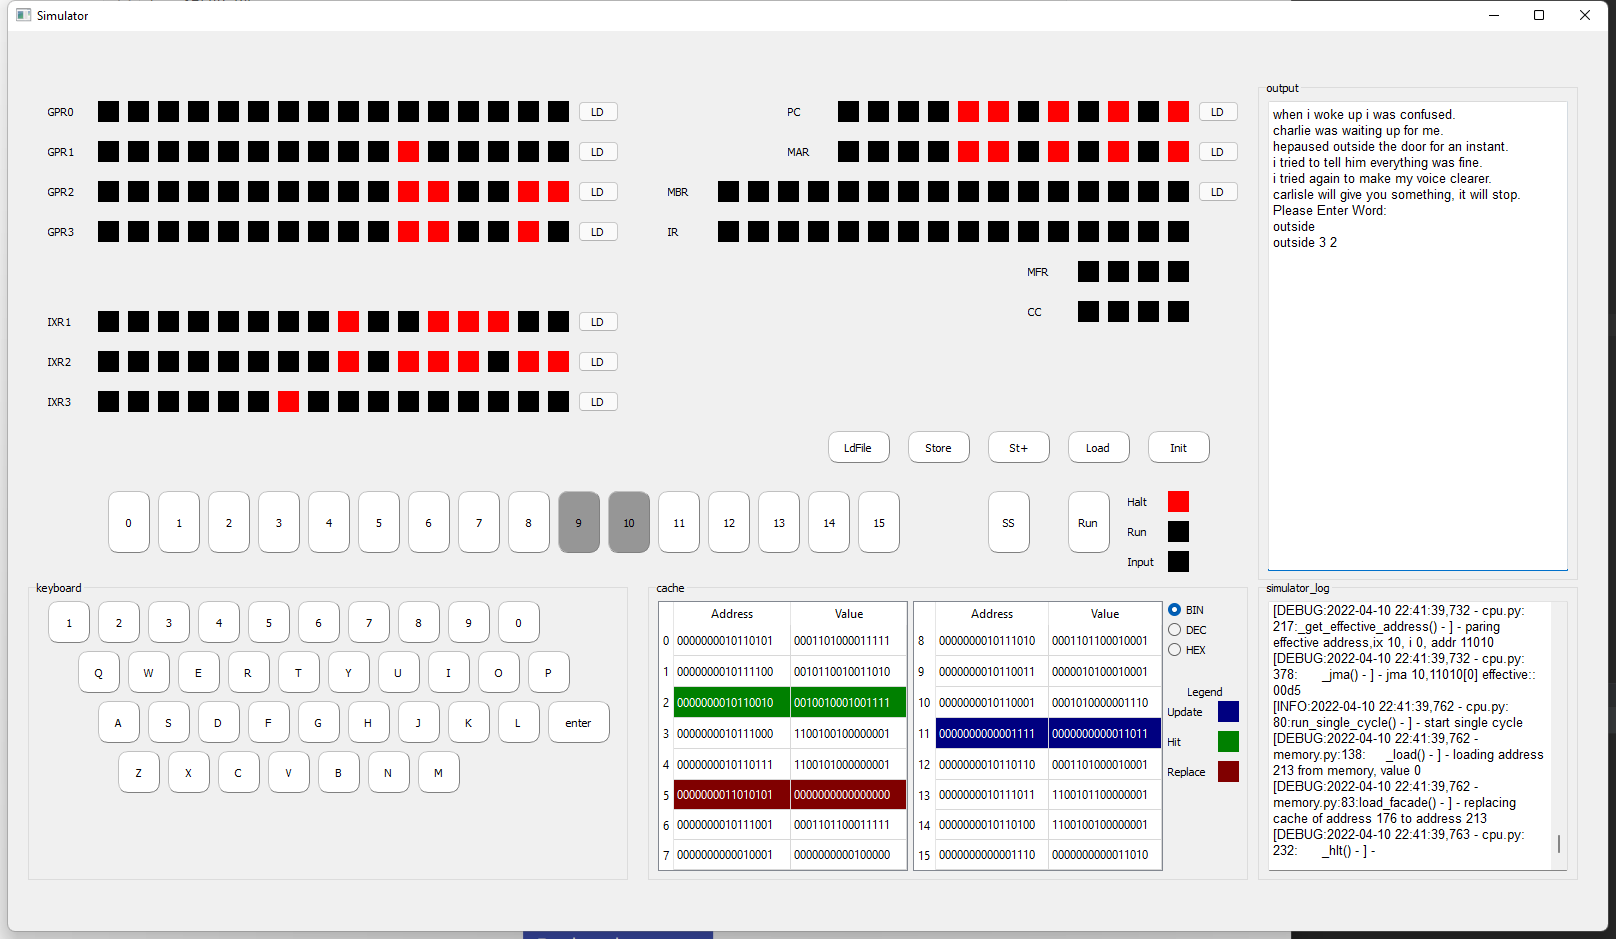 Simulator
GPR0 LD
GPR1 LD
GPR2 LD
GPR3 LD
IXR1 LD
IXR2 LD
IXR3 LD
PC LD
MAR LD
MBR LD
IR
MFR
CC
LdFile Store St+ Load Init
0 1 2 3 4 5 6 7 8 9 10 11 12 13 14 15 SS Run
Halt
Run
Input
output
when i woke up i was confused.
charlie was waiting up for me.
hepaused outside the door for an instant.
i tried to tell him everything was fine.
i tried again to make my voice clearer.
carlisle will give you something, it will stop.
Please Enter Word:
outside
outside 3 2
keyboard
1 2 3 4 5 6 7 8 9 0
Q W E R T Y U I O P
A S D F G H J K L enter
Z X C V B N M
cache
Address Value
0 0000000010110101 0001101000011111
1 0000000010111100 0010110010011010
2 0000000010110010 0010010001001111
3 0000000010111000 1100100100000001
4 0000000010110111 1100101000000001
5 0000000011010101 0000000000000000
6 0000000010111001 0001101100011111
7 0000000000010001 0000000000100000
Address Value
8 0000000010111010 0001101100010001
9 0000000010110011 0000010100010001
10 0000000010110001 0001010000001110
11 0000000000001111 0000000000011011
12 0000000010110110 0001101000010001
13 0000000010111011 1100101100000001
14 0000000010110100 1100100100000001
15 0000000000001110 0000000000011010
BIN
DEC
HEX
Legend
Update
Hit
Replace
simulator_log
[DEBUG:2022-04-10 22:41:39,732 - cpu.py:
217:_get_effective_address() - ] - paring
effective address,ix 10, i 0, addr 11010
[DEBUG:2022-04-10 22:41:39,732 - cpu.py:
378: _jma() - ] - jma 10,11010[0] effective::
00d5
[INFO:2022-04-10 22:41:39,762 - cpu.py:
80:run_single_cycle() - ] - start single cycle
[DEBUG:2022-04-10 22:41:39,762 -
memory.py:138: _load() - ] - loading address
213 from memory, value 0
[DEBUG:2022-04-10 22:41:39,762 -
memory.py:83:load_facade() - ] - replacing
cache of address 176 to address 213
[DEBUG:2022-04-10 22:41:39,763 - cpu.py:
232: _hlt() - ] -